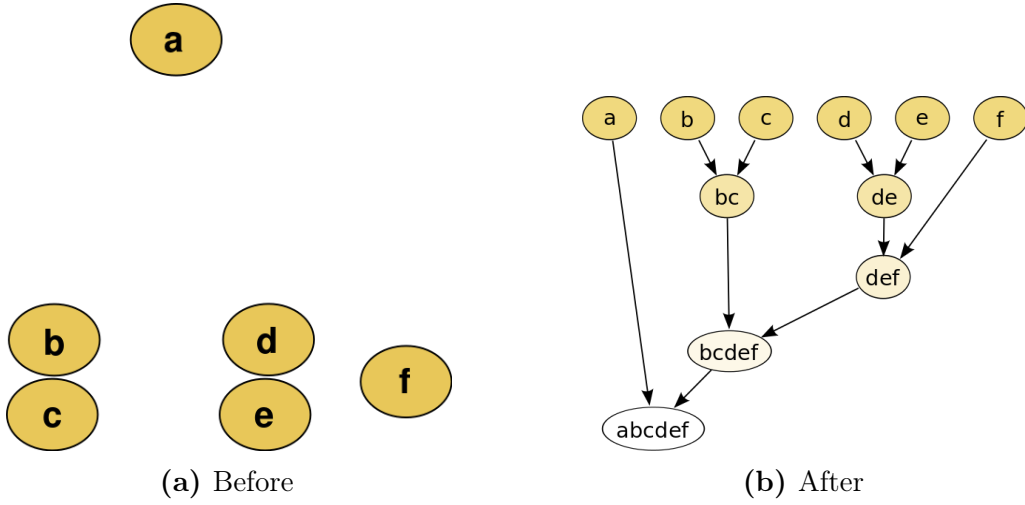 a
b
c
d
e
f
(a) Before
a b c d e f
bc de
def
bcdef
abcdef
(b) After